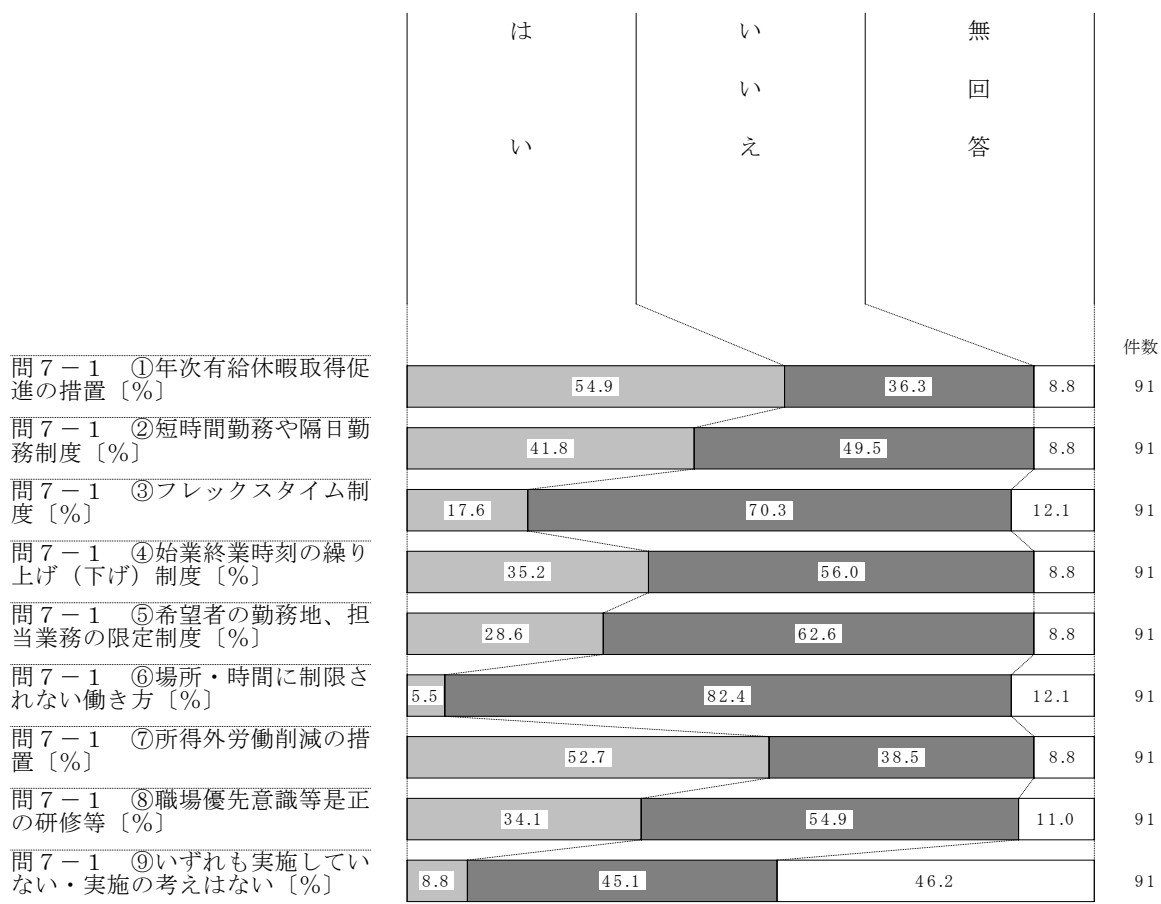 はい
いいえ
無回答
件数
問７－１　①年次有給休暇取得促
進の措置〔%〕
54.9
36.3
8.8
91
問７－１　②短時間勤務や隔日勤
務制度〔%〕
41.8
49.5
8.8
91
問７－１　③フレックスタイム制
度〔%〕
17.6
70.3
12.1
91
問７－１　④始業終業時刻の繰り
上げ（下げ）制度〔%〕
35.2
56.0
8.8
91
問７－１　⑤希望者の勤務地、担
当業務の限定制度〔%〕
28.6
62.6
8.8
91
問７－１　⑥場所・時間に制限さ
れない働き方〔%〕
5.5
82.4
12.1
91
問７－１　⑦所得外労働削減の措
置〔%〕
52.7
38.5
8.8
91
問７－１　⑧職場優先意識等是正
の研修等〔%〕
34.1
54.9
11.0
91
問７－１　⑨いずれも実施してい
ない・実施の考えはない〔%〕
8.8
45.1
46.2
91